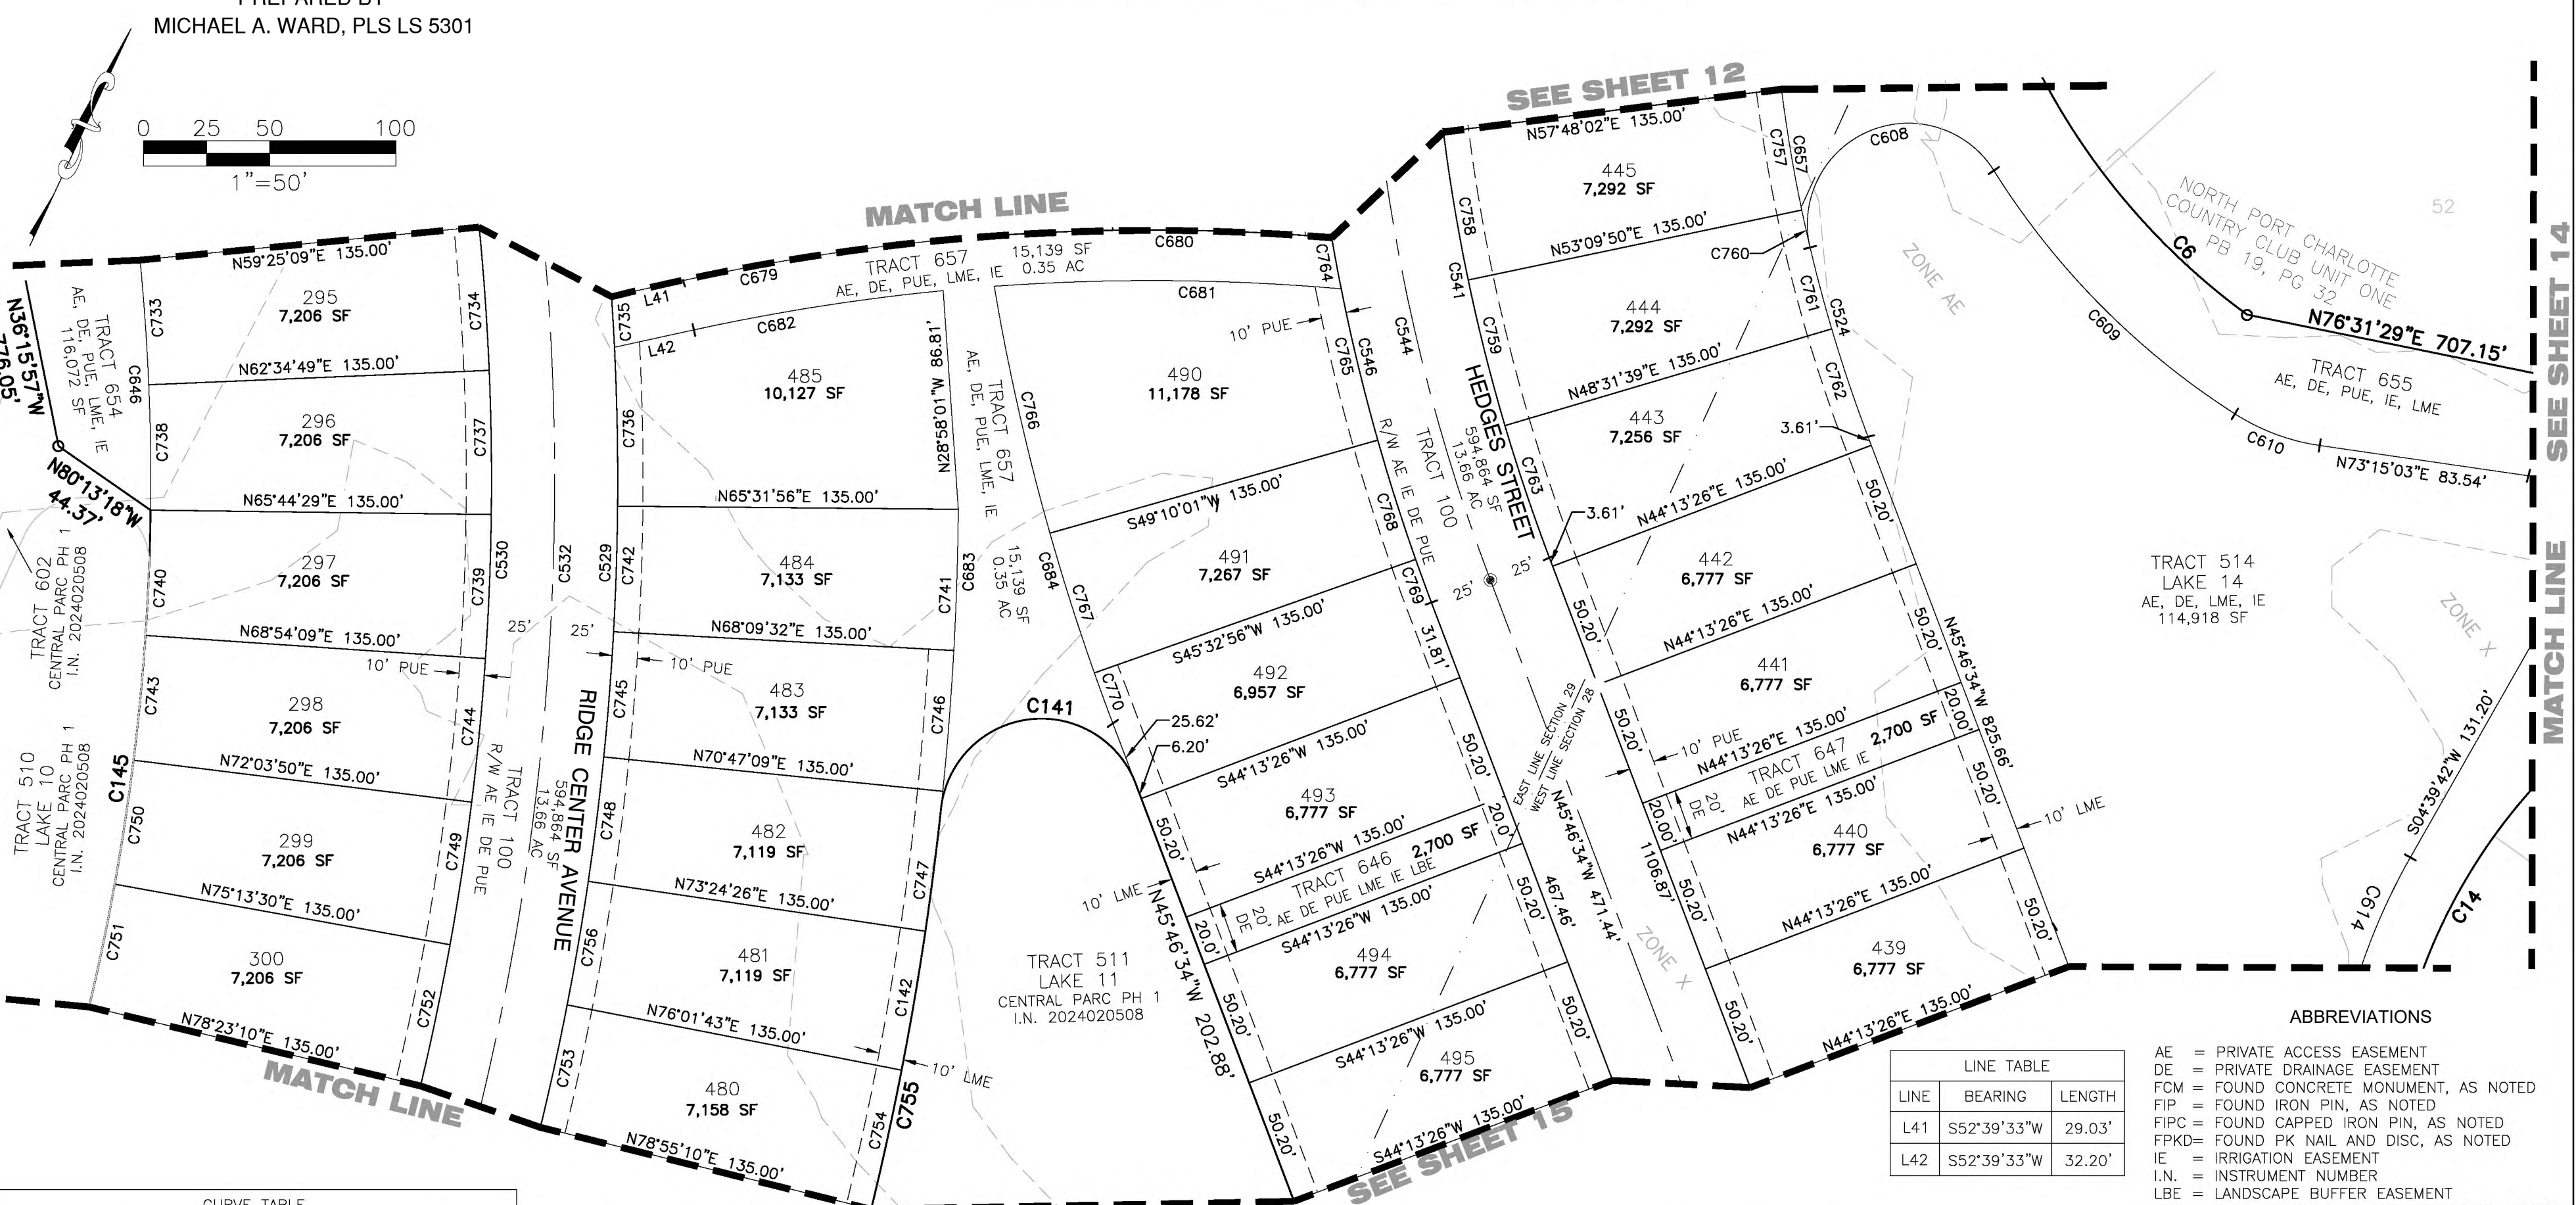 PREPARED BY
MICHAEL A. WARD, PLS LS 5301
0 25 50 100
1"=50'
SEE SHEET 12
MATCH LINE
N59°25'09"E 135.00'
295
7,206 SF
N62°34'49"E 135.00'
296
7,206 SF
N65°44'29"E 135.00'
297
7,206 SF
N68°54'09"E 135.00'
10' PUE
298
7,206 SF
N72°03'50"E 135.00'
299
7,206 SF
N75°13'30"E 135.00'
300
7,206 SF
N78°23'10"E 135.00'
MATCH LINE
N36°15'57"W
776.05'
TRACT 654
AE, DE, PUE, LME, IE
116,072 SF
N80°13'18"W
44.37'
TRACT 602
CENTRAL PARC PH 1
I.N. 2024020508
TRACT 510
LAKE 10
CENTRAL PARC PH 1
I.N. 2024020508
C733
C646
C738
C740
C743
C145
C750
C751
C734
C737
C530
C739
C744
C749
C752
TRACT 100
R/W AE IE DE PUE
594,864 SF
13.66 AC
RIDGE CENTER AVENUE
25' 25'
C532
C529
C735
C736
C742
C745
C748
C756
C753
L41
C679
TRACT 657 15,139 SF
AE, DE, PUE, LME, IE 0.35 AC
C680
C681
L42
C682
485
10,127 SF
N28°58'01"W 86.81'
N65°31'56"E 135.00'
484
7,133 SF
N68°09'32"E 135.00'
10' PUE
483
7,133 SF
N70°47'09"E 135.00'
482
7,119 SF
N73°24'26"E 135.00'
481
7,119 SF
N76°01'43"E 135.00'
480
7,158 SF
N78°55'10"E 135.00'
C741
C683
C746
C747
C142
C754
C755
10' LME
TRACT 657
AE, DE, PUE, LME, IE
15,139 SF
0.35 AC
C766
C684
C767
C770
C141
25.62'
6.20'
TRACT 511
LAKE 11
CENTRAL PARC PH 1
I.N. 2024020508
10' PUE
490
11,178 SF
S49°10'01"W 135.00'
491
7,267 SF
S45°32'56"W 135.00'
492
6,957 SF
S44°13'26"W 135.00'
493
6,777 SF
S44°13'26"W 135.00'
TRACT 646 2,700 SF
AE DE PUE LME IE LBE
20' DE
S44°13'26"W 135.00'
494
6,777 SF
S44°13'26"W 135.00'
495
6,777 SF
S44°13'26"W 135.00'
SEE SHEET 15
10' LME
50.20'
20.0'
N45°46'34"W 202.88'
50.20'
50.20'
C764
C765
C546
C768
C769
31.81'
50.20'
20.0'
50.20'
467.46'
50.20'
C544
R/W AE IE DE PUE
TRACT 100
594,864 SF
13.66 AC
HEDGES STREET
25' 25'
EAST LINE SECTION 29
WEST LINE SECTION 28
N45°46'34"W 471.44'
ZONE X
N57°48'02"E 135.00'
445
7,292 SF
N53°09'50"E 135.00'
444
7,292 SF
N48°31'39"E 135.00'
443
7,256 SF
3.61'
N44°13'26"E 135.00'
3.61'
442
6,777 SF
N44°13'26"E 135.00'
441
6,777 SF
10' PUE
N44°13'26"E 135.00'
TRACT 647 2,700 SF
AE DE PUE LME IE
20' DE
N44°13'26"E 135.00'
440
6,777 SF
N44°13'26"E 135.00'
439
6,777 SF
N44°13'26"E 135.00'
C758
C541
C759
C763
50.20'
50.20'
20.00'
1106.87'
50.20'
50.20'
C757
C657
C760
C761
C524
C762
50.20'
50.20'
N45°46'34"W 825.66'
20.00'
50.20'
50.20'
10' LME
C608
ZONE AE
C609
C610
N73°15'03"E 83.54'
C6
NORTH PORT CHARLOTTE
COUNTRY CLUB UNIT ONE
PB 19, PG 32
52
N76°31'29"E 707.15'
TRACT 655
AE, DE, PUE, IE, LME
TRACT 514
LAKE 14
AE, DE, LME, IE
114,918 SF
ZONE X
S04°39'42"W 131.20'
C614
C14
MATCH LINE SEE SHEET 14
LINE TABLE
LINE BEARING LENGTH
L41 S52°39'33"W 29.03'
L42 S52°39'33"W 32.20'
ABBREVIATIONS
AE = PRIVATE ACCESS EASEMENT
DE = PRIVATE DRAINAGE EASEMENT
FCM = FOUND CONCRETE MONUMENT, AS NOTED
FIP = FOUND IRON PIN, AS NOTED
FIPC = FOUND CAPPED IRON PIN, AS NOTED
FPKD= FOUND PK NAIL AND DISC, AS NOTED
IE = IRRIGATION EASEMENT
I.N. = INSTRUMENT NUMBER
LBE = LANDSCAPE BUFFER EASEMENT
CURVE TABLE